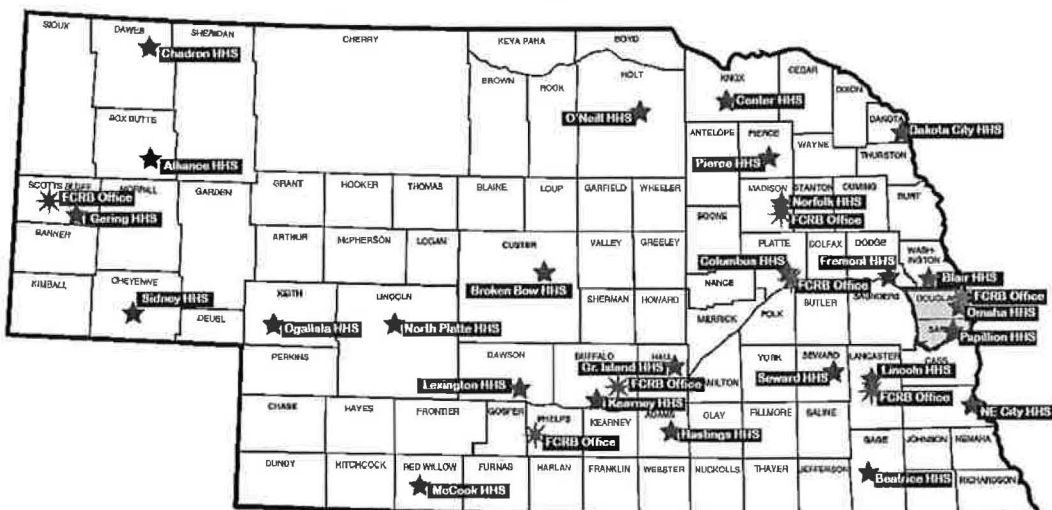 SIOUX
DAWES
SHERIDAN
CHERRY
KEYA PAHA
BOYD
Chadron HHS
KNOX
CEDAR
DIXON
BROWN
ROCK
HOLT
O'Neill HHS
Center HHS
DAKOTA
Dakota City HHS
BOX BUTTE
Alliance HHS
ANTELOPE
PIERCE
Pierce HHS
WAYNE
THURSTON
SCOTTS BLUFF
FCRB Office
Gering HHS
MORRILL
GARDEN
GRANT
HOOKER
THOMAS
BLAINE
LOUP
GARFIELD
WHEELER
MADISON
STANTON
CUMING
BURT
Norfolk HHS
FCRB Office
BOONE
BANNER
ARTHUR
McPHERSON
LOGAN
CUSTER
Broken Bow HHS
VALLEY
GREELEY
PLATTE
COLFAX
DODGE
WASH-
INGTON
Columbus HHS
FCRB Office
Fremont HHS
Blair HHS
KIMBALL
CHEYENNE
Sidney HHS
DEUEL
KEITH
Ogallala HHS
LINCOLN
North Platte HHS
SHERMAN
HOWARD
NANCE
MERRICK
POLK
BUTLER
SAUNDERS
DOUGLAS
FCRB Office
Omaha HHS
Papillion HHS
PERKINS
DAWSON
Lexington HHS
BUFFALO
HALL
Gr. Island HHS
FCRB Office
Kearney HHS
YORK
SEWARD
Seward HHS
LANCASTER
Lincoln HHS
FCRB Office
CASS
NE City HHS
CHASE
HAYES
FRONTIER
GOSPER
PHELPS
FCRB Office
KEARNEY
ADAMS
Hastings HHS
CLAY
FILLMORE
SALINE
GAGE
JOHNSON
NEMAHA
DUNDY
HITCHCOCK
RED WILLOW
McCook HHS
FURNAS
HARLAN
FRANKLIN
WEBSTER
NUCKOLLS
THAYER
JEFFERSON
Beatrice HHS
RICHARDSON